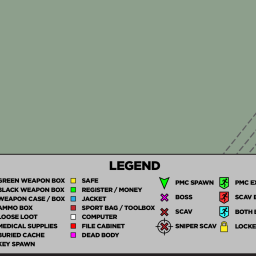 LEGEND
GREEN WEAPON BOX
BLACK WEAPON BOX
WEAPON CASE / BOX
AMMO BOX
LOOSE LOOT
MEDICAL SUPPLIES
BURIED CACHE
KEY SPAWN
SAFE
REGISTER / MONEY
JACKET
SPORT BAG / TOOLBOX
COMPUTER
FILE CABINET
DEAD BODY
PMC SPAWN
BOSS
SCAV
SNIPER SCAV
PMC E
SCAV E
BOTH E
LOCKE